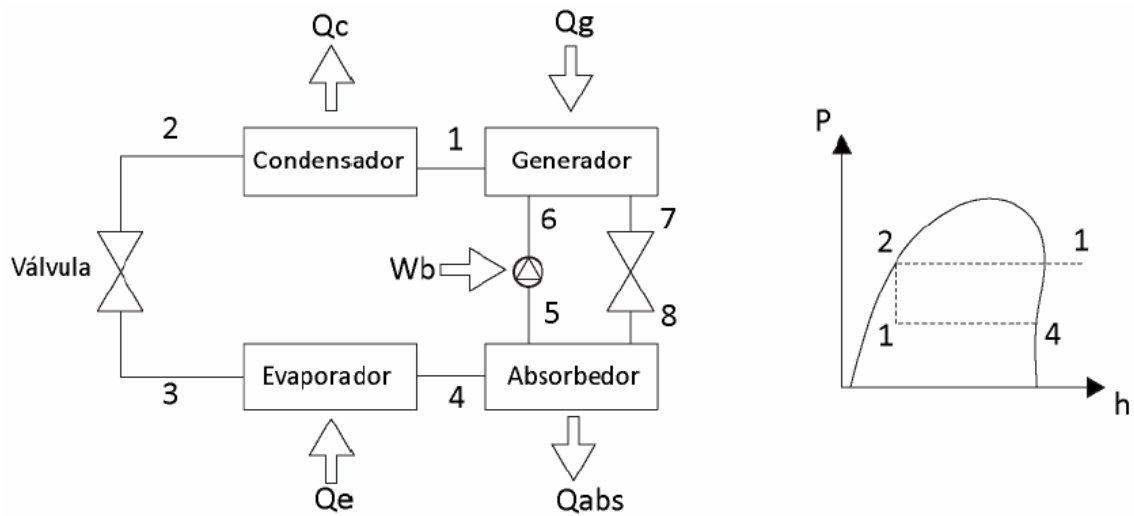 Qc
Qg
2
Condensador
1
Generador
6
7
Válvula
Wb
5
8
3
Evaporador
4
Absorbedor
Qe
Qabs
P
2
1
1
4
h